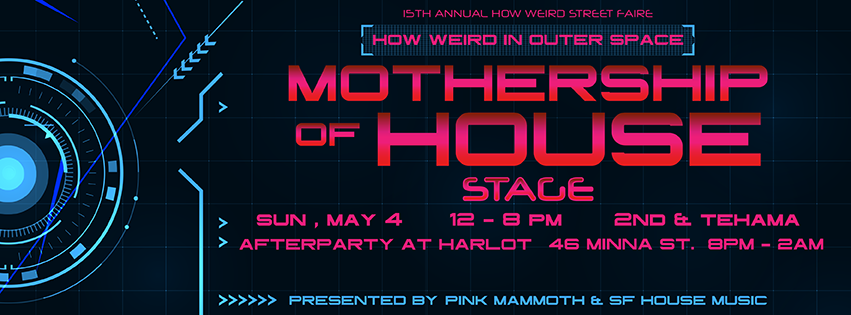 15TH ANNUAL HOW WEIRD STREET FAIRE
HOW WEIRD IN OUTER SPACE
MOTHERSHIP
OF HOUSE
STAGE
SUN, MAY 4 12 - 8 PM 2ND & TEHAMA
AFTERPARTY AT HARLOT 46 MINNA ST. 8PM - 2AM
PRESENTED BY PINK MAMMOTH & SF HOUSE MUSIC